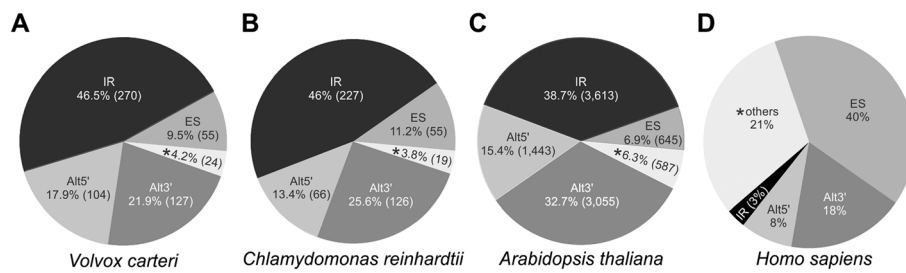 A
IR
46.5% (270)
ES
9.5% (55)
*4.2% (24)
Alt3'
21.9% (127)
Alt5'
17.9% (104)
Volvox carteri
B
IR
46% (227)
ES
11.2% (55)
*3.8% (19)
Alt3'
25.6% (126)
Alt5'
13.4% (66)
Chlamydomonas reinhardtii
C
IR
38.7% (3,613)
ES
6.9% (645)
*6.3% (587)
Alt3'
32.7% (3,055)
Alt5'
15.4% (1,443)
Arabidopsis thaliana
D
ES
40%
Alt3'
18%
Alt5'
8%
IR (3%)
*others
21%
Homo sapiens